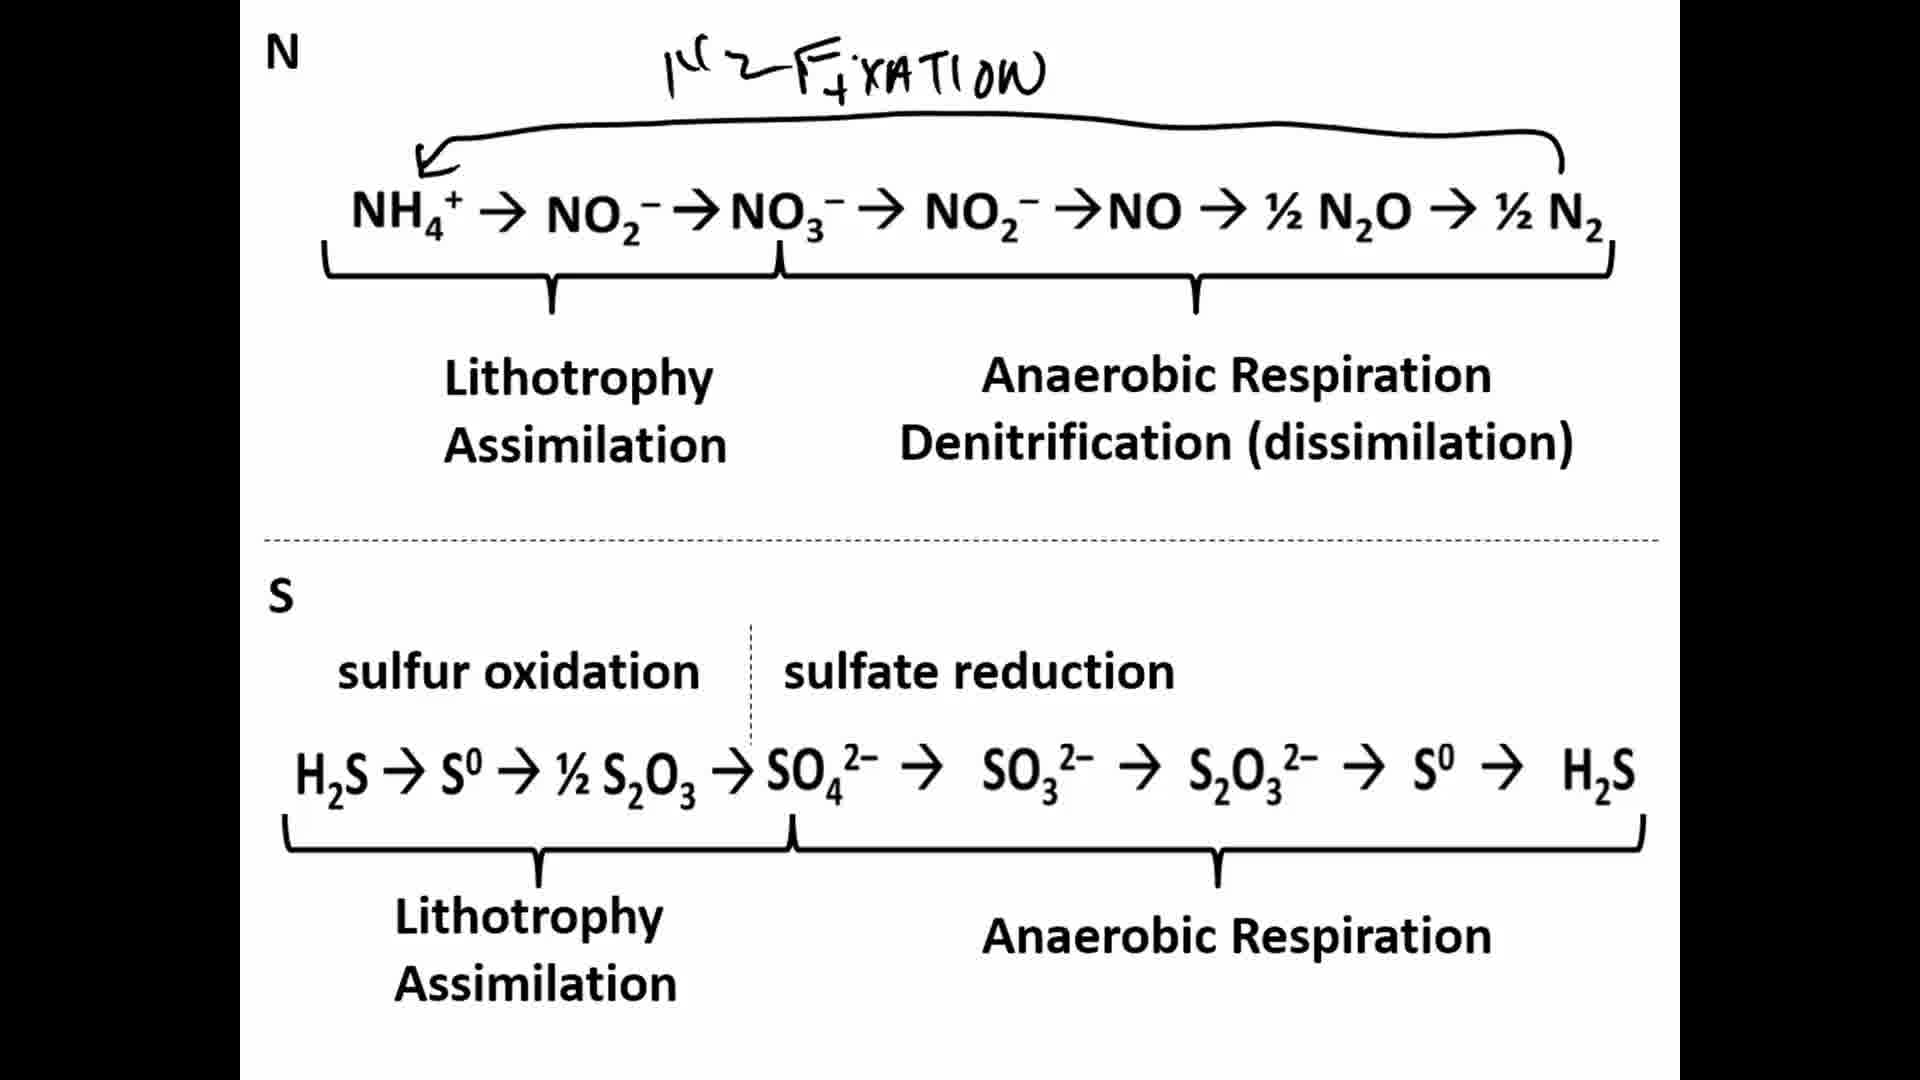 N
N2 FIXATION
NH₄⁺ → NO₂⁻ → NO₃⁻ → NO₂⁻ → NO → ½ N₂O → ½ N₂
Lithotrophy
Assimilation
Anaerobic Respiration
Denitrification (dissimilation)
S
sulfur oxidation
sulfate reduction
H₂S → S⁰ → ½ S₂O₃ → SO₄²⁻ → SO₃²⁻ → S₂O₃²⁻ → S⁰ → H₂S
Lithotrophy
Assimilation
Anaerobic Respiration